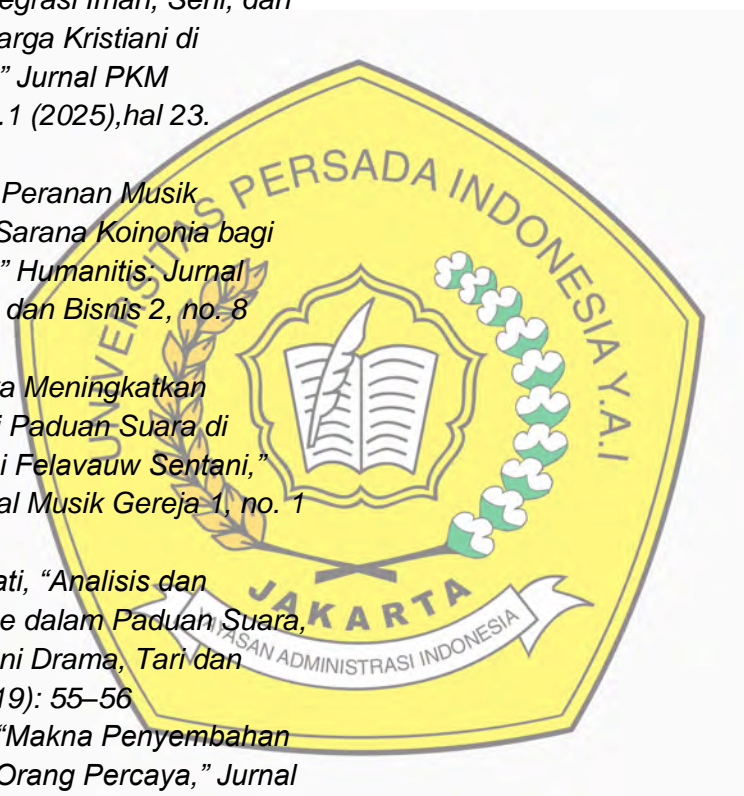 egrasi Iman, Seni, dan
arga Kristiani di
” Jurnal PKM
.1 (2025),hal 23.
Peranan Musik
Sarana Koinonia bagi
” Humanitis: Jurnal
dan Bisnis 2, no. 8
a Meningkatkan
i Paduan Suara di
i Felavauw Sentani,”
al Musik Gereja 1, no. 1
ati, “Analisis dan
e dalam Paduan Suara,
ni Drama, Tari dan
19): 55–56
“Makna Penyembahan
Orang Percaya,” Jurnal
UNIVERSITAS PERSADA INDONESIA Y.A.I
JAKARTA
YAYASAN ADMINISTRASI INDONESIA